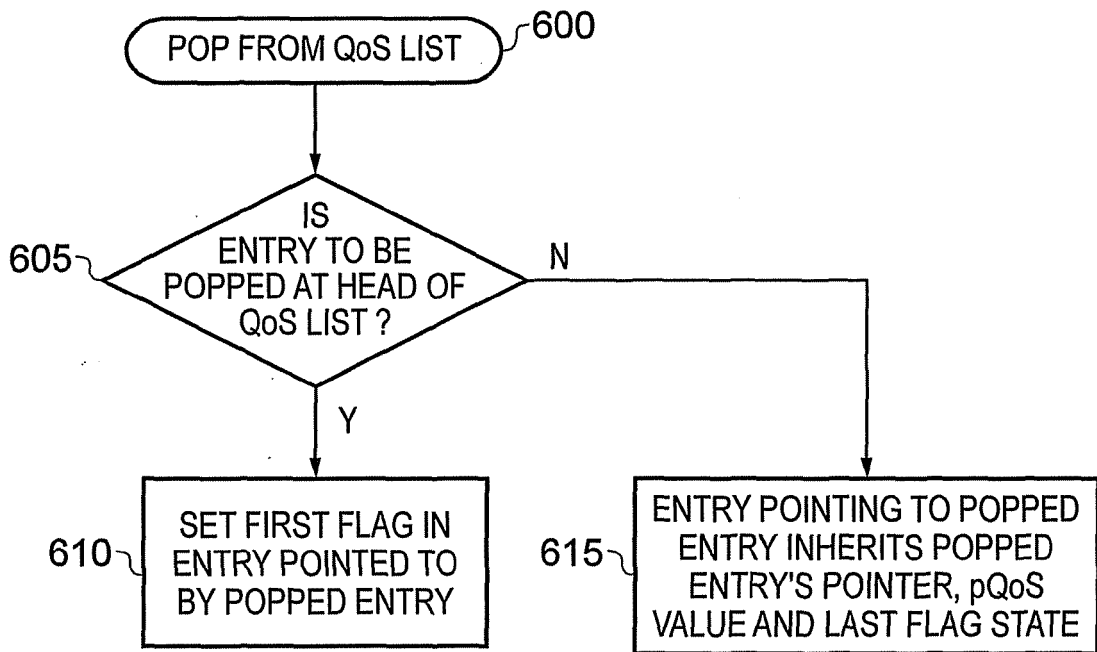 POP FROM QoS LIST
600
IS
ENTRY TO BE
POPPED AT HEAD OF
QoS LIST ?
605
N
Y
SET FIRST FLAG IN
ENTRY POINTED TO
BY POPPED ENTRY
610
ENTRY POINTING TO POPPED
ENTRY INHERITS POPPED
ENTRY'S POINTER, pQoS
VALUE AND LAST FLAG STATE
615